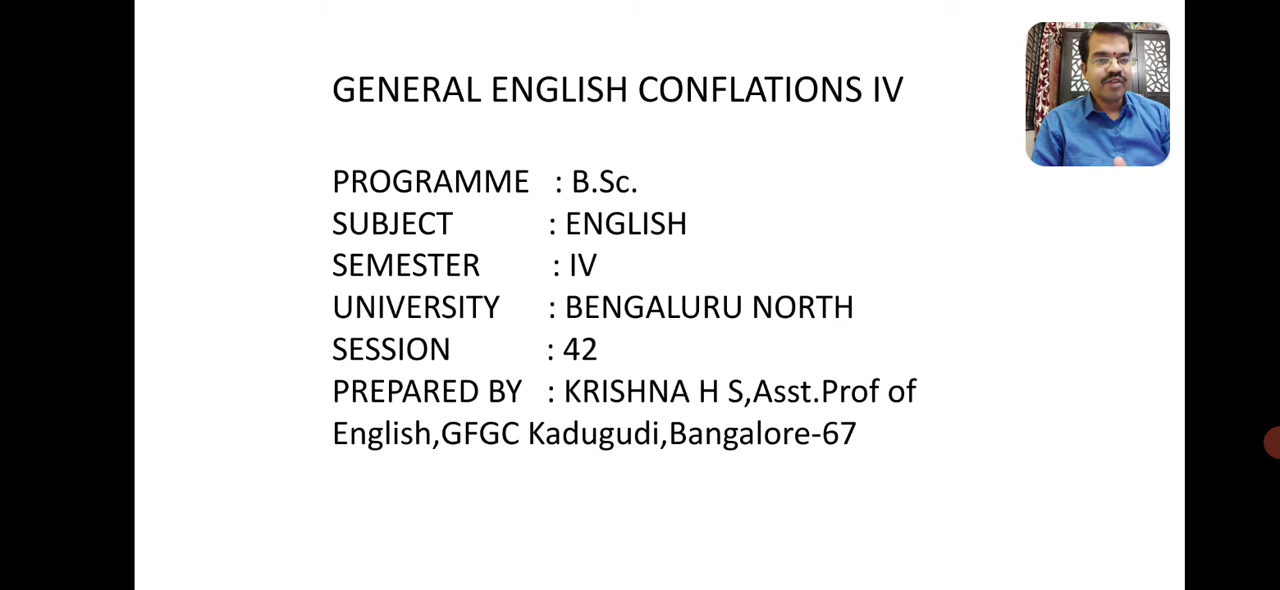 GENERAL ENGLISH CONFLATIONS IV
PROGRAMME : B.Sc.
SUBJECT : ENGLISH
SEMESTER : IV
UNIVERSITY : BENGALURU NORTH
SESSION : 42
PREPARED BY : KRISHNA H S,Asst.Prof of
English,GFGC Kadugudi,Bangalore-67